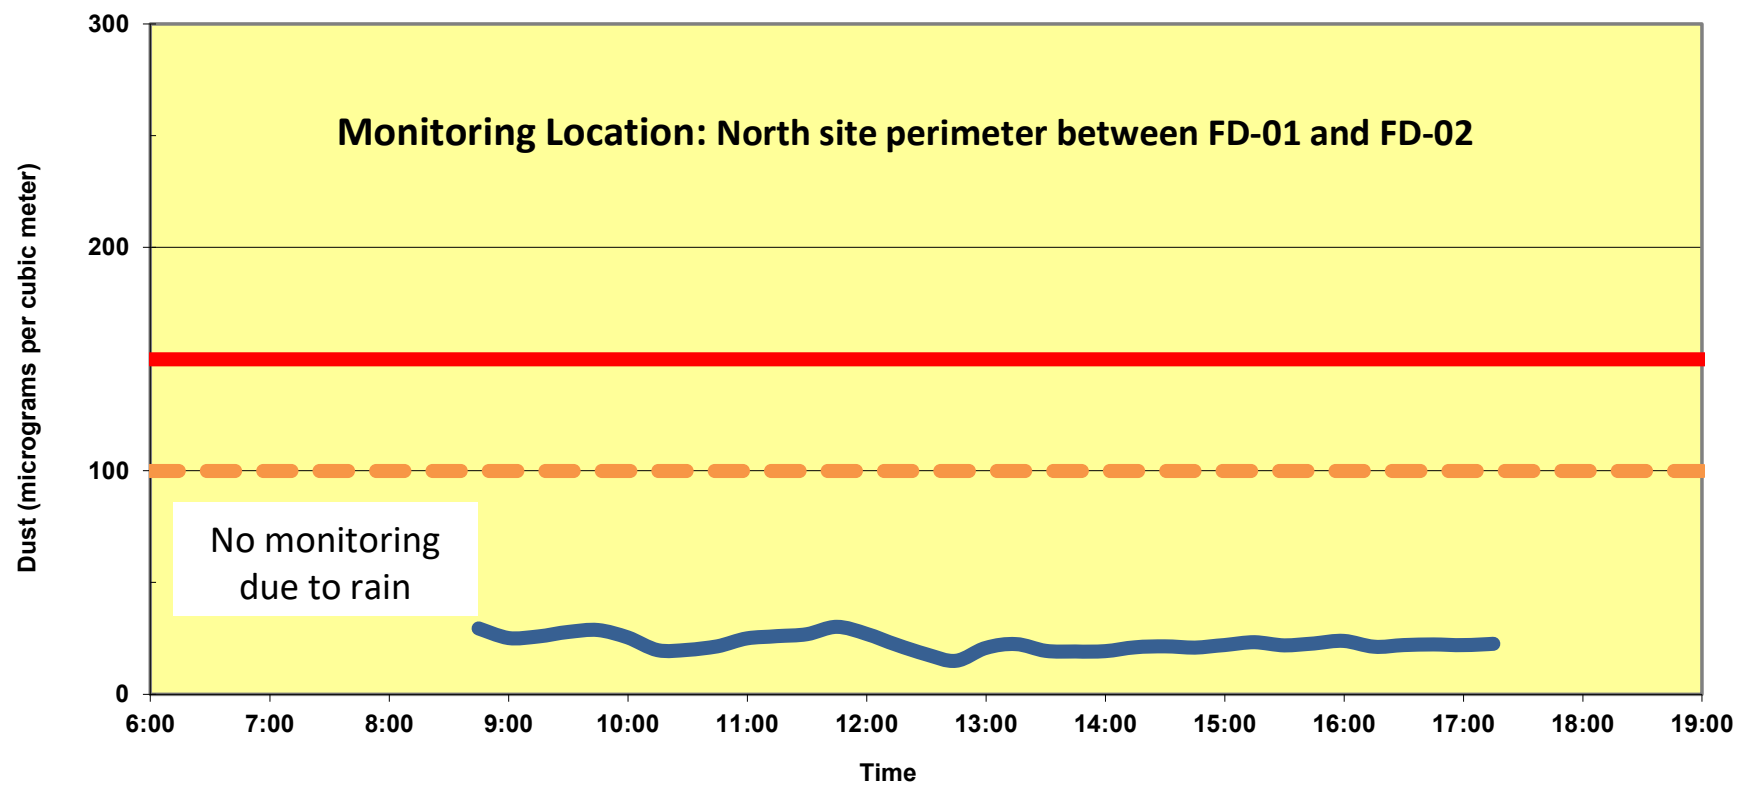 300
Monitoring Location: North site perimeter between FD-01 and FD-02
Dust (micrograms per cubic meter)
200
100
No monitoring
due to rain
0
6:00 7:00 8:00 9:00 10:00 11:00 12:00 13:00 14:00 15:00 16:00 17:00 18:00 19:00
Time